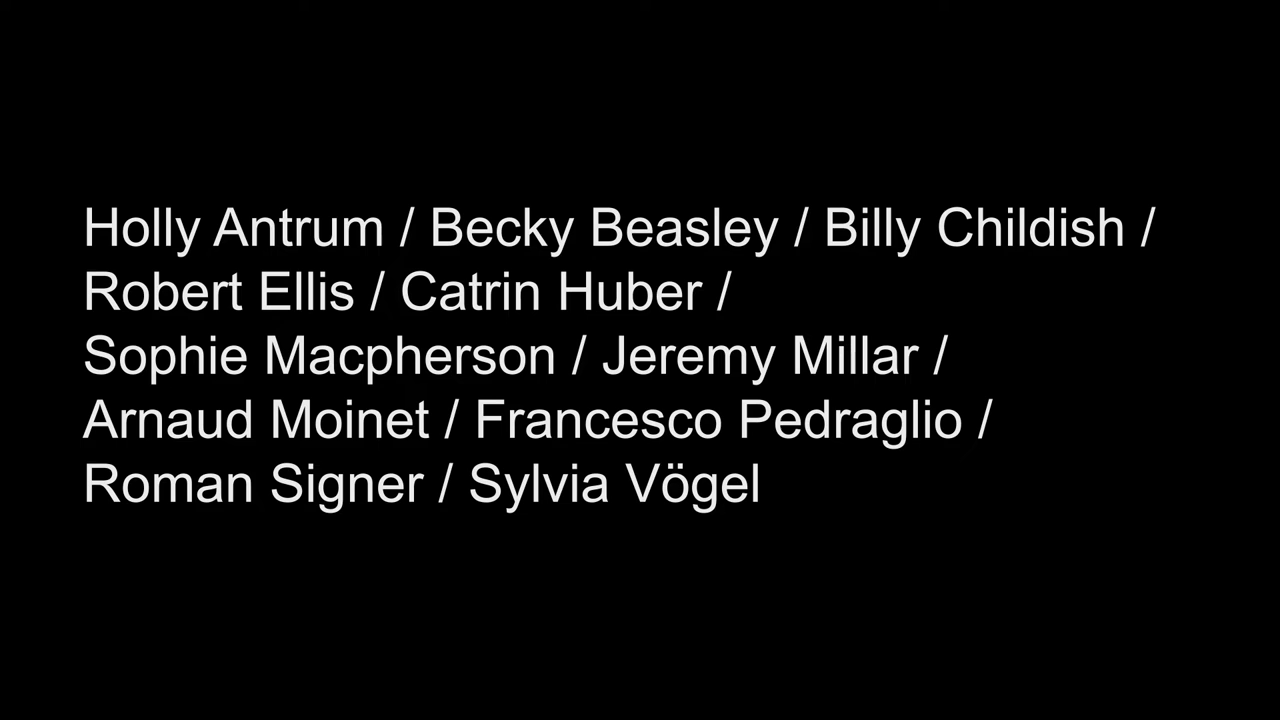 Holly Antrum / Becky Beasley / Billy Childish /
Robert Ellis / Catrin Huber /
Sophie Macpherson / Jeremy Millar /
Arnaud Moinet / Francesco Pedraglio /
Roman Signer / Sylvia Vögel